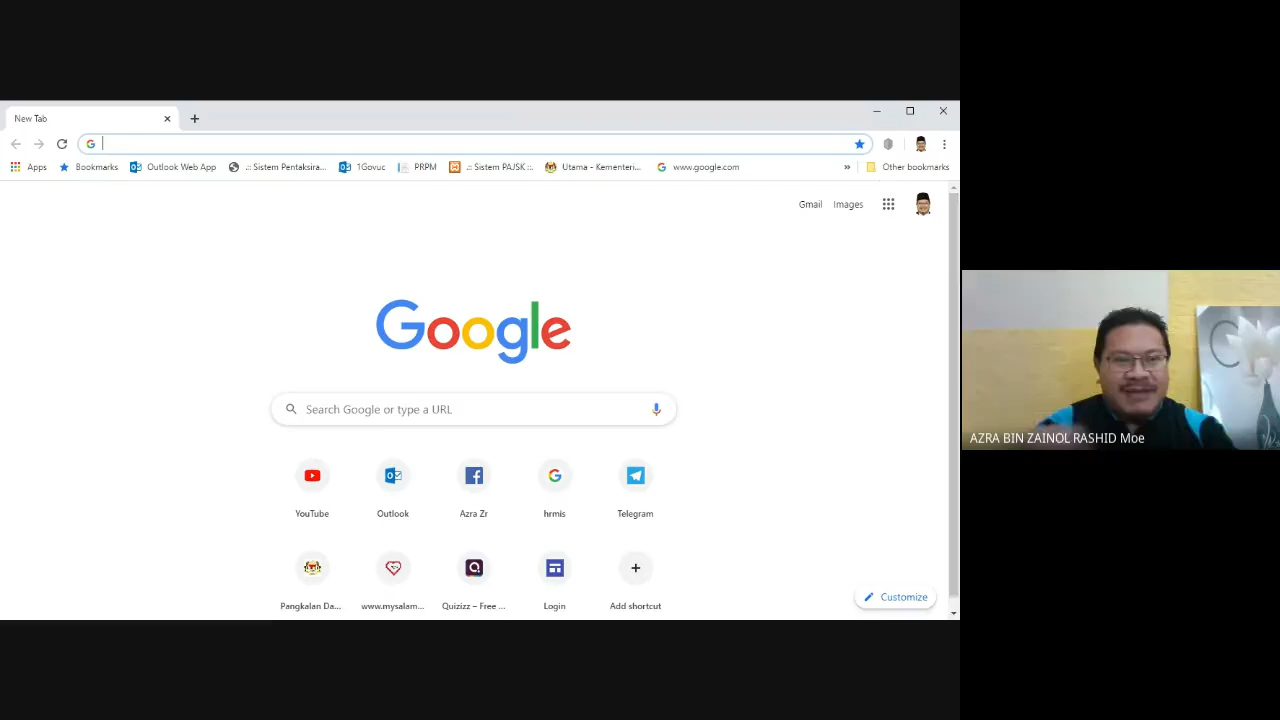 New Tab
Apps Bookmarks Outlook Web App .:: Sistem Pentaksira... 1Govuc PRPM .:: Sistem PAJSK ::. Utama - Kementeri... www.google.com » Other bookmarks
Gmail Images
Google
Search Google or type a URL
YouTube Outlook Azra Zr hrmis Telegram
Pangkalan Da... www.mysalam... Quizizz – Free ... Login Add shortcut
Customize
AZRA BIN ZAINOL RASHID Moe